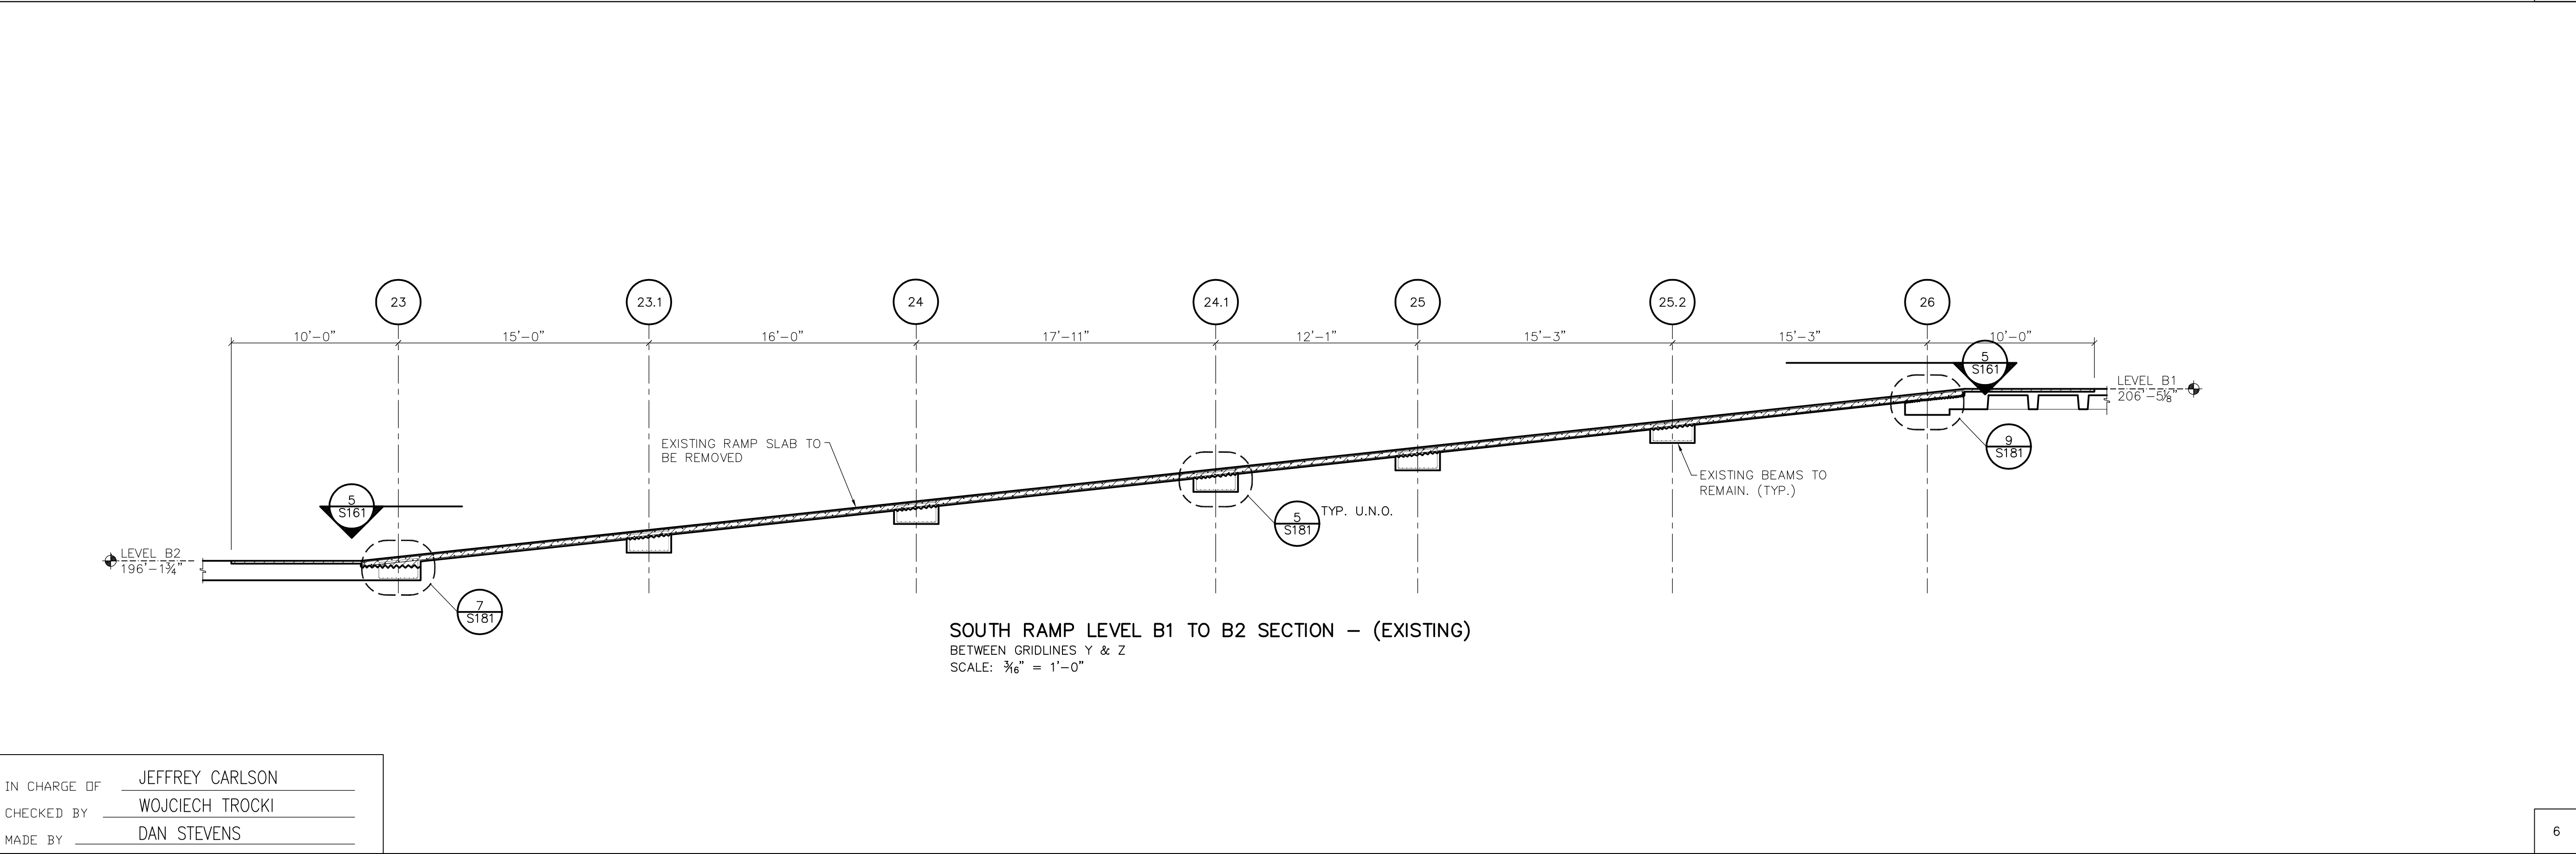 23
23.1
24
24.1
25
25.2
26
10'-0"
15'-0"
16'-0"
17'-11"
12'-1"
15'-3"
15'-3"
10'-0"
5
S161
LEVEL B1
206'-5⅛"
EXISTING RAMP SLAB TO
BE REMOVED
9
S181
EXISTING BEAMS TO
REMAIN. (TYP.)
5
S161
5
S181
TYP. U.N.O.
LEVEL B2
196'-1¾"
7
S181
SOUTH RAMP LEVEL B1 TO B2 SECTION - (EXISTING)
BETWEEN GRIDLINES Y & Z
SCALE: 3⁄16" = 1'-0"
IN CHARGE OF JEFFREY CARLSON
CHECKED BY WOJCIECH TROCKI
MADE BY DAN STEVENS
6